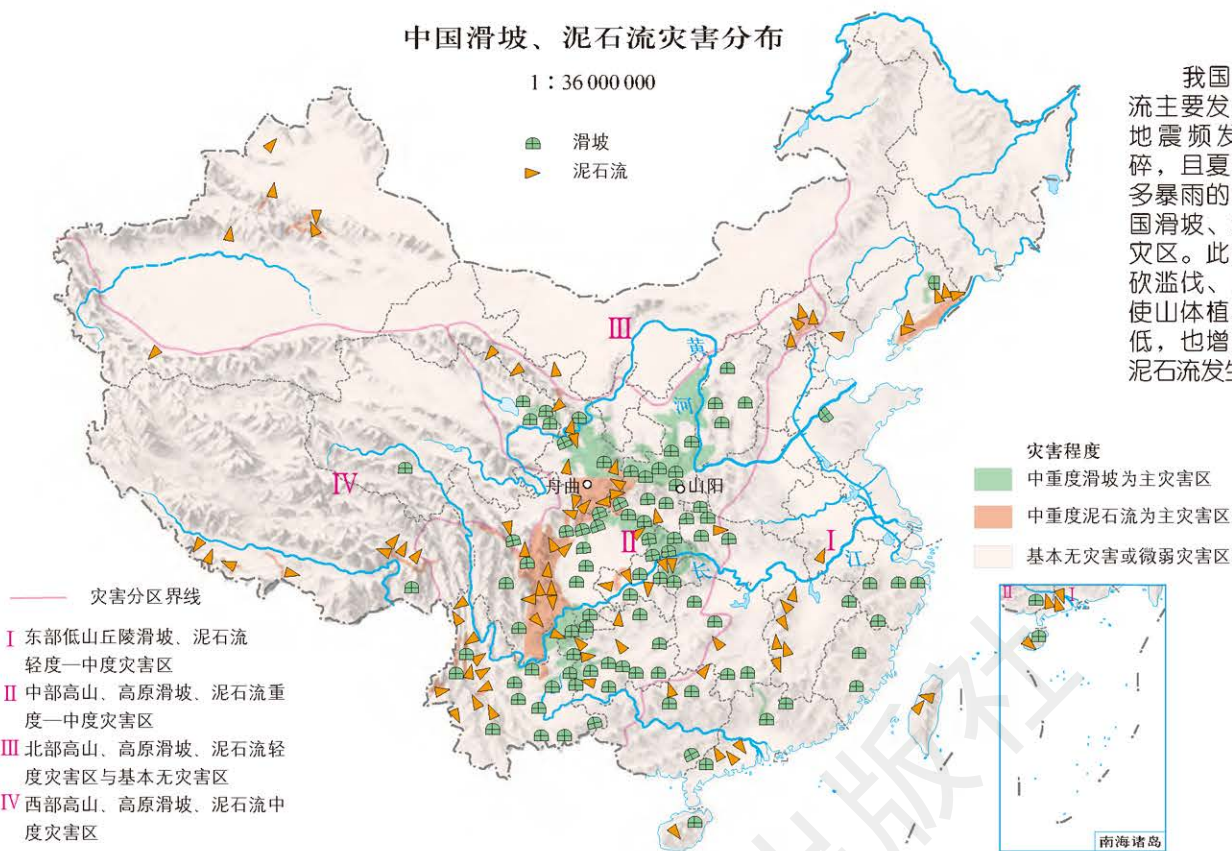 中国滑坡、泥石流灾害分布
1：36 000 000
滑坡
泥石流
我国
流主要发
地震频发
碎，且夏
多暴雨的
国滑坡、
灾区。此
砍滥伐、
使山体植
低，也增
泥石流发生
Ⅲ
黄
河
Ⅳ
舟曲
山阳
Ⅱ
长
Ⅰ
江
灾害程度
中重度滑坡为主灾害区
中重度泥石流为主灾害区
基本无灾害或微弱灾害区
灾害分区界线
Ⅰ 东部低山丘陵滑坡、泥石流
轻度—中度灾害区
Ⅱ 中部高山、高原滑坡、泥石流重
度—中度灾害区
Ⅲ 北部高山、高原滑坡、泥石流轻
度灾害区与基本无灾害区
Ⅳ 西部高山、高原滑坡、泥石流中
度灾害区
Ⅱ
Ⅰ
南海诸岛
出版社